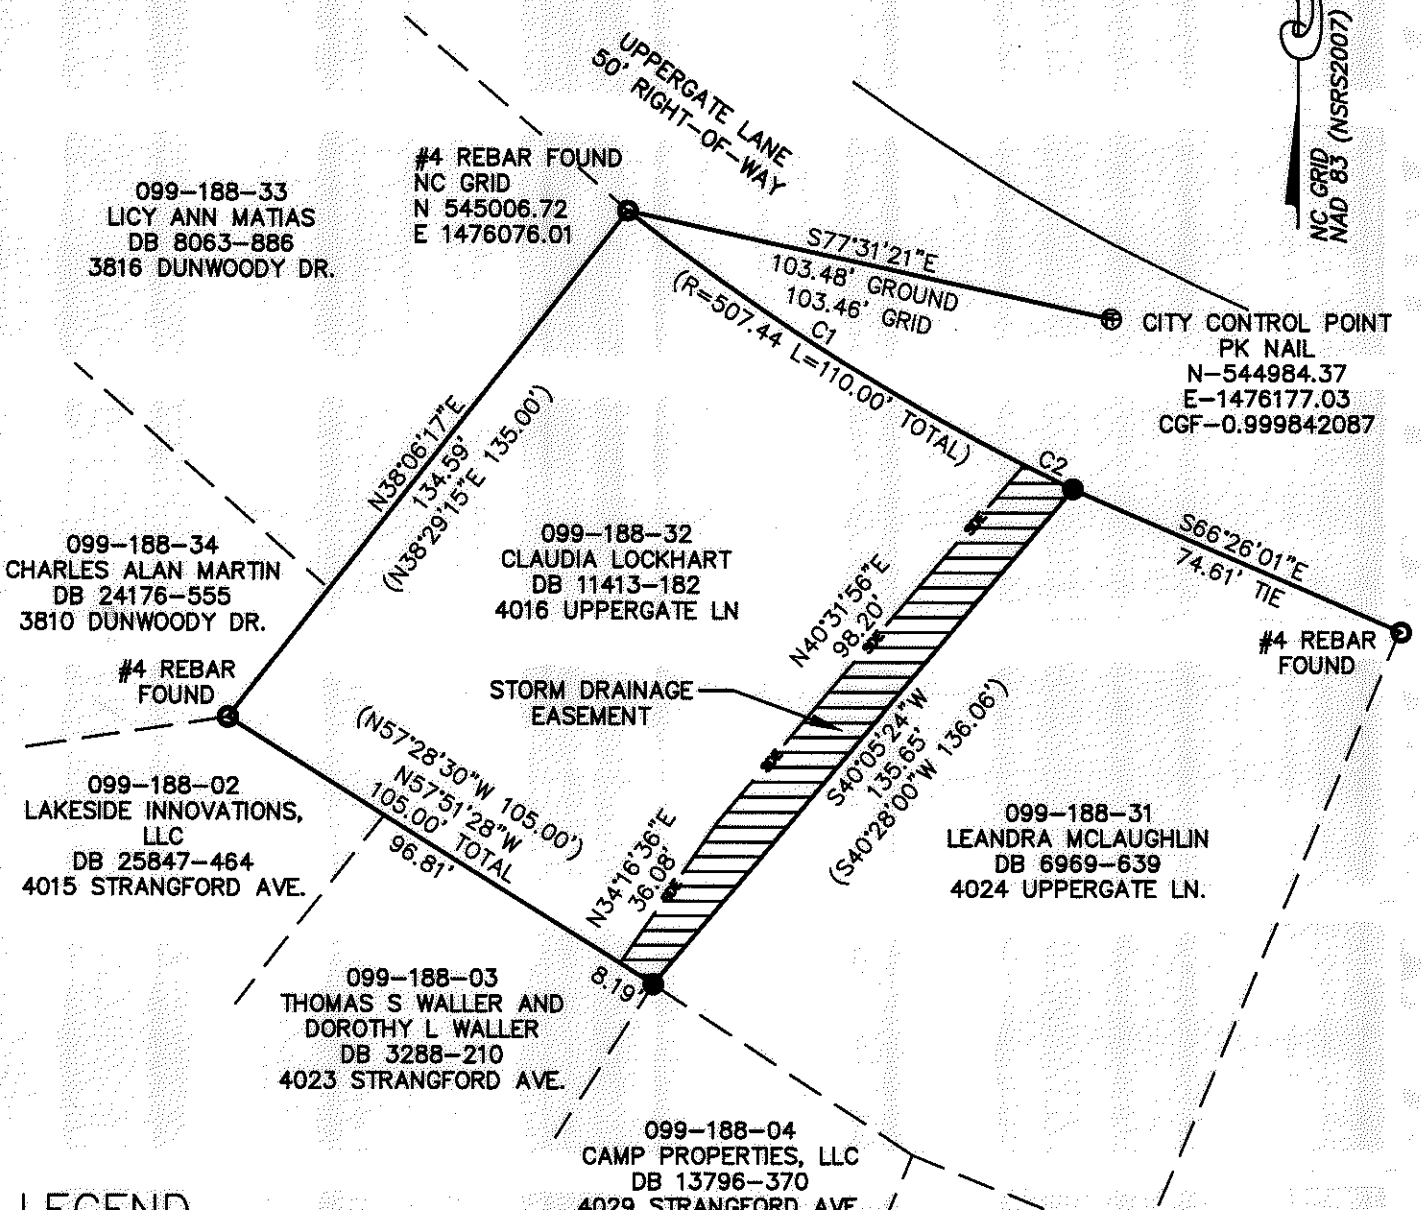 UPPERGATE LANE
50' RIGHT-OF-WAY
NC GRID
NAD 83 (NSRS2007)
#4 REBAR FOUND
NC GRID
N 545006.72
E 1476076.01
099-188-33
LICY ANN MATIAS
DB 8063-886
3816 DUNWOODY DR.
S77°31'21"E
103.48' GROUND
103.46' GRID
C1
(R=507.44 L=110.00' TOTAL)
CITY CONTROL POINT
PK NAIL
N-544984.37
E-1476177.03
CGF-0.999842087
C2
S66°26'01"E
74.61' TIE
#4 REBAR
FOUND
N38°06'17"E
134.59'
(N38°29'15"E 135.00')
099-188-34
CHARLES ALAN MARTIN
DB 24176-555
3810 DUNWOODY DR.
099-188-32
CLAUDIA LOCKHART
DB 11413-182
4016 UPPERGATE LN
#4 REBAR
FOUND
STORM DRAINAGE
EASEMENT
N40°31'56"E
98.20'
SDE
SDE
SDE
SDE
S40°05'24"W
135.65'
(S40°28'00"W 136.06')
N34°16'36"E
36.08'
(N57°28'30"W 105.00')
N57°51'28"W
105.00' TOTAL
96.81'
8.19'
099-188-02
LAKESIDE INNOVATIONS,
LLC
DB 25847-464
4015 STRANGFORD AVE.
099-188-31
LEANDRA MCLAUGHLIN
DB 6969-639
4024 UPPERGATE LN.
099-188-03
THOMAS S WALLER AND
DOROTHY L WALLER
DB 3288-210
4023 STRANGFORD AVE.
099-188-04
CAMP PROPERTIES, LLC
DB 13796-370
4029 STRANGFORD AVE
LEGEND